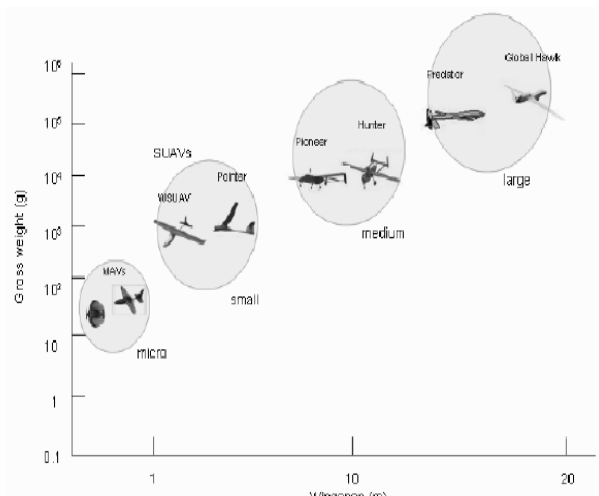 Global Hawk
Predator
10⁶
Hunter
10⁵
Pioneer
SUAVs
Pointer
10⁴
large
Gross weight (g)
10³
medium
MAVs
10²
small
10
micro
1
0.1
1
10
20
Wingspan (m)